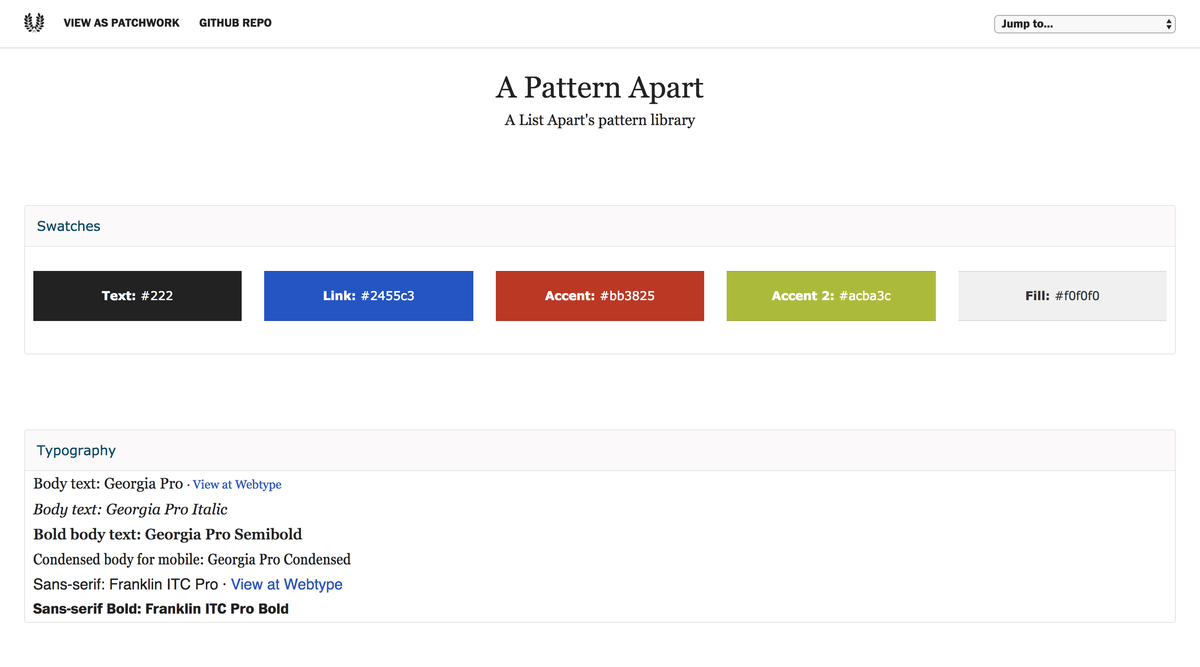 VIEW AS PATCHWORK GITHUB REPO Jump to...
A Pattern Apart
A List Apart's pattern library
Swatches
Text: #222 Link: #2455c3 Accent: #bb3825 Accent 2: #acba3c Fill: #f0f0f0
Typography
Body text: Georgia Pro · View at Webtype
Body text: Georgia Pro Italic
Bold body text: Georgia Pro Semibold
Condensed body for mobile: Georgia Pro Condensed
Sans-serif: Franklin ITC Pro · View at Webtype
Sans-serif Bold: Franklin ITC Pro Bold